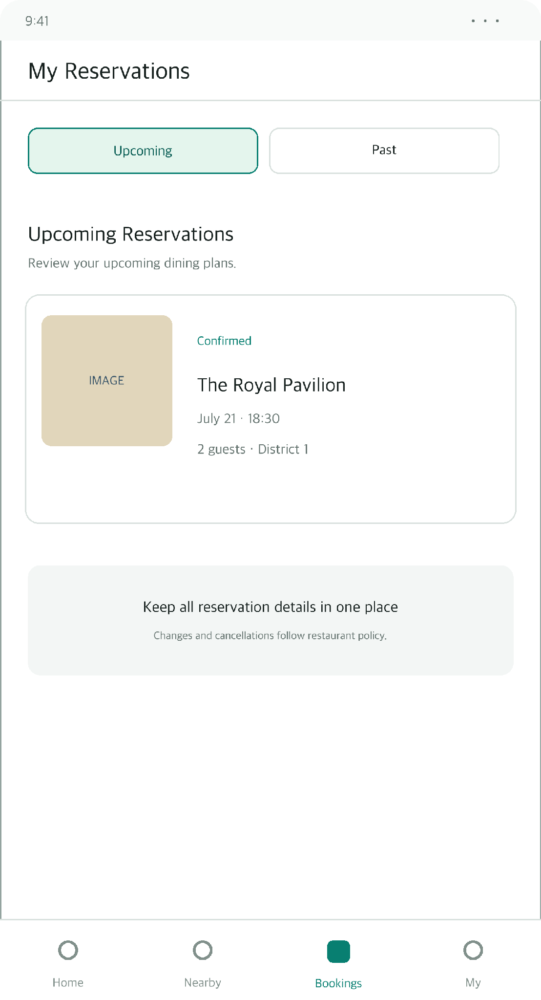 9:41
My Reservations
Upcoming
Past
Upcoming Reservations
Review your upcoming dining plans.
IMAGE
Confirmed
The Royal Pavilion
July 21 · 18:30
2 guests · District 1
Keep all reservation details in one place
Changes and cancellations follow restaurant policy.
Home
Nearby
Bookings
My